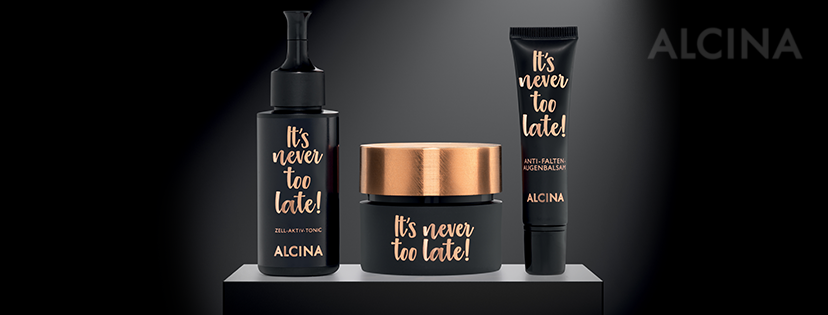 ALCINA
It's
never
too
late!
ZELL-AKTIV-TONIC
ALCINA
It's never
too late!
It's
never
too
late!
ANTI-FALTEN-
AUGENBALSAM
ALCINA